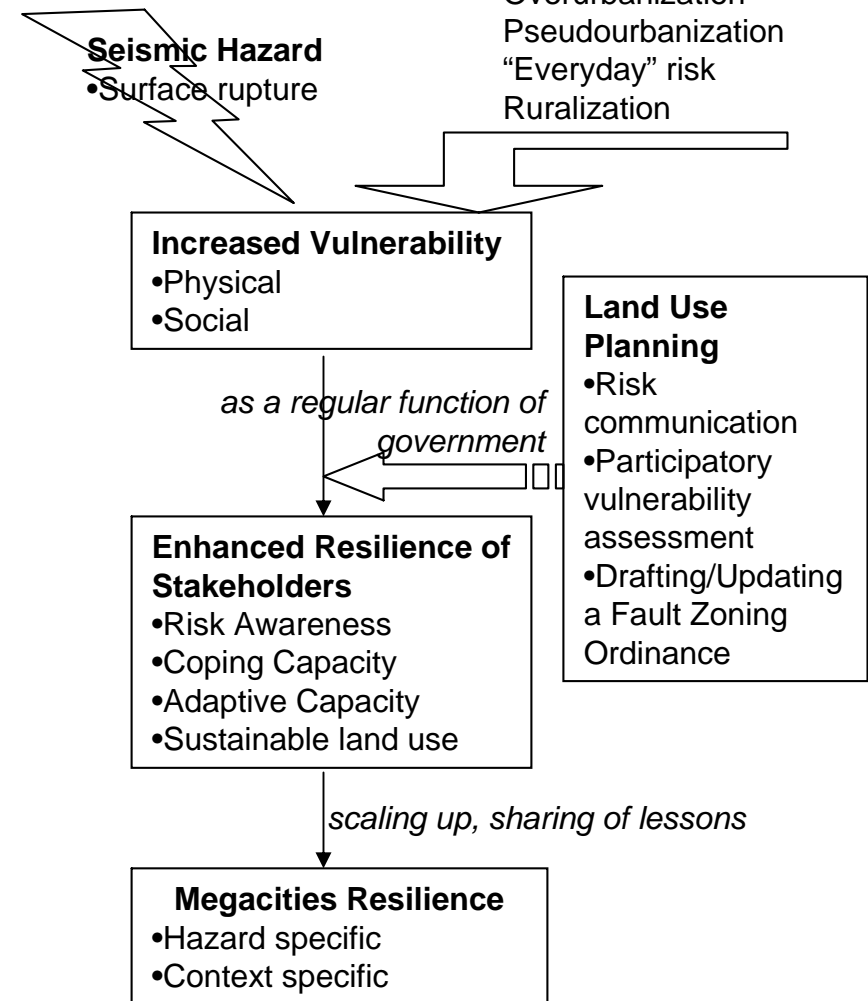 Overurbanization
Pseudourbanization
“Everyday” risk
Ruralization
Seismic Hazard
•Surface rupture
Increased Vulnerability
•Physical
•Social
Land Use
Planning
•Risk
communication
•Participatory
vulnerability
assessment
•Drafting/Updating
a Fault Zoning
Ordinance
as a regular function of
government
Enhanced Resilience of
Stakeholders
•Risk Awareness
•Coping Capacity
•Adaptive Capacity
•Sustainable land use
scaling up, sharing of lessons
Megacities Resilience
•Hazard specific
•Context specific